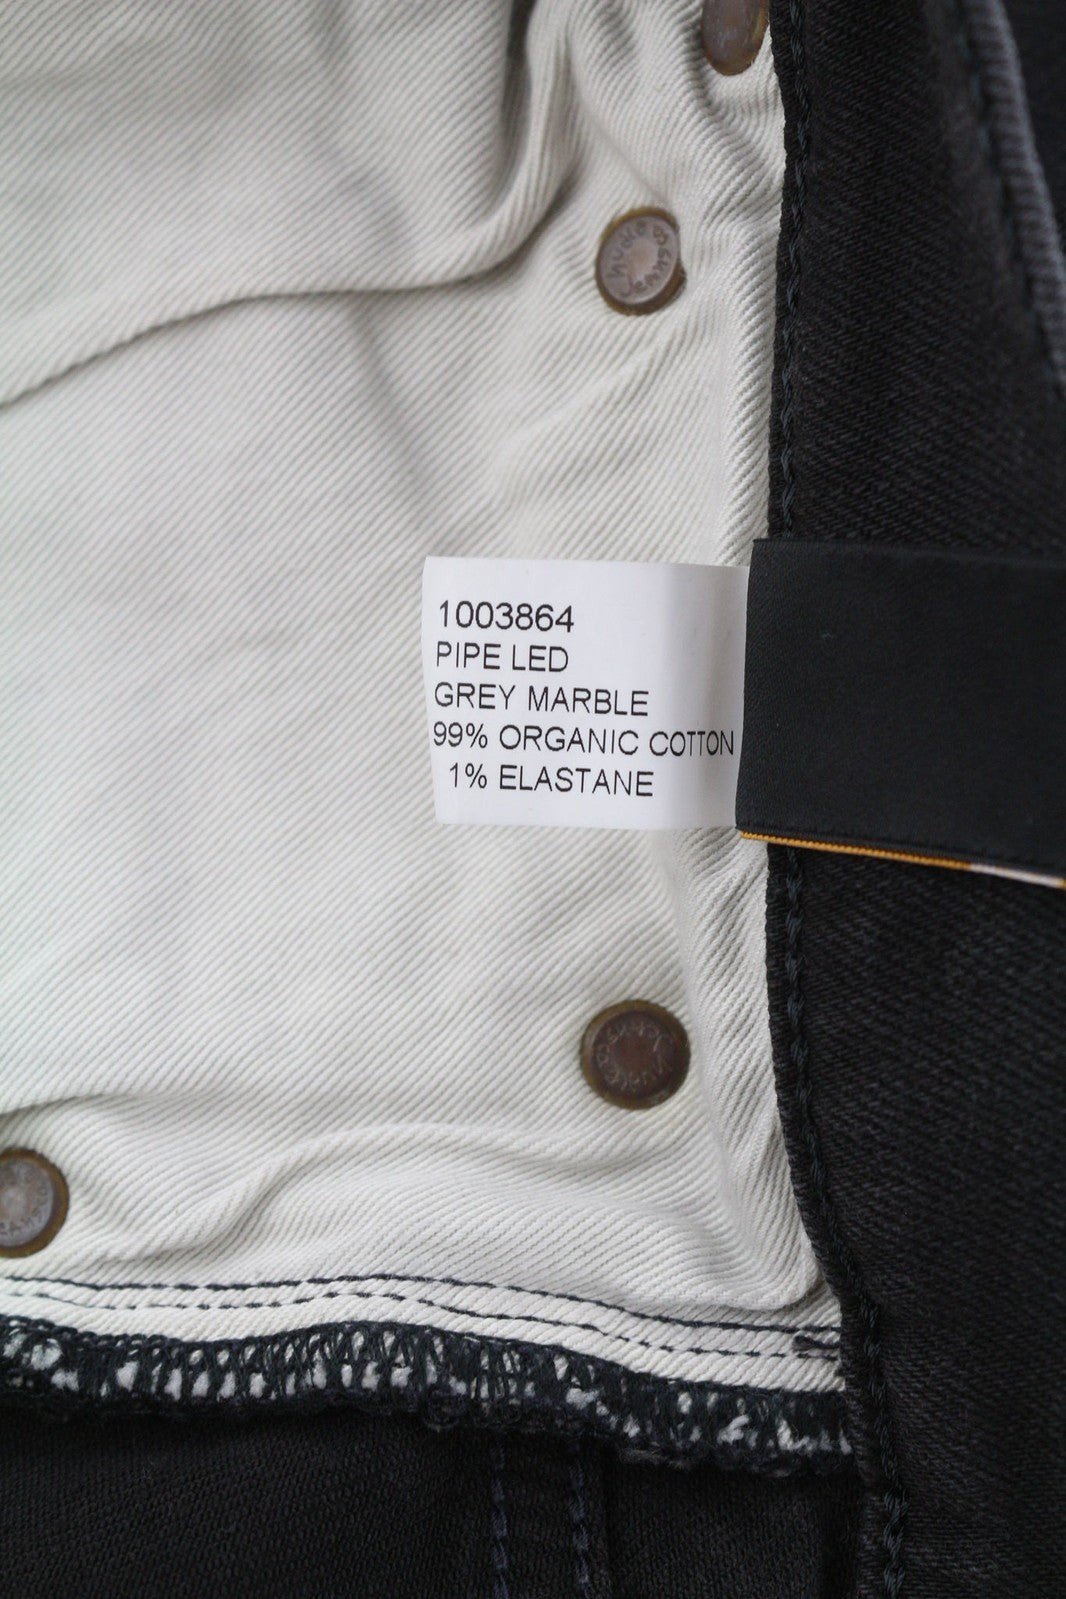 1003864
PIPE LED
GREY MARBLE
99% ORGANIC COTTON
1% ELASTANE